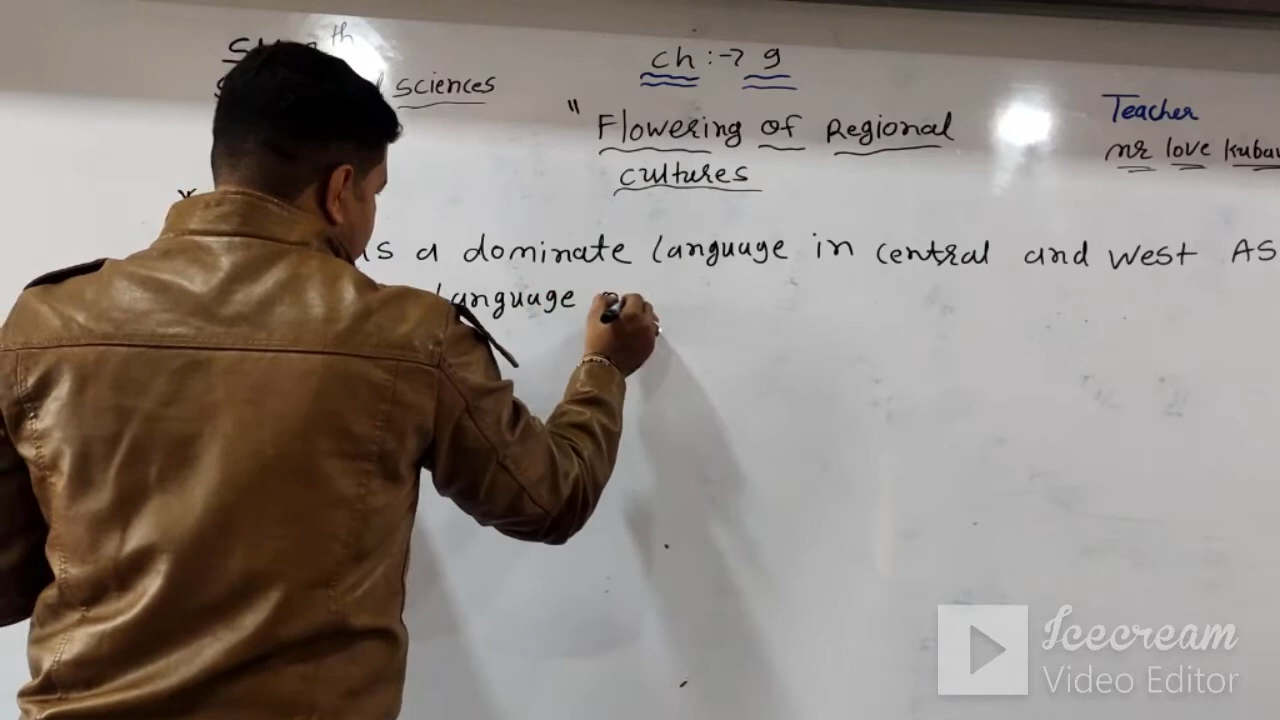 th
sciences
ch :-> 9
" Flowering of Regional
cultures
Teacher
mr love
is a dominate language in central and west AS
language
Icecream
Video Editor